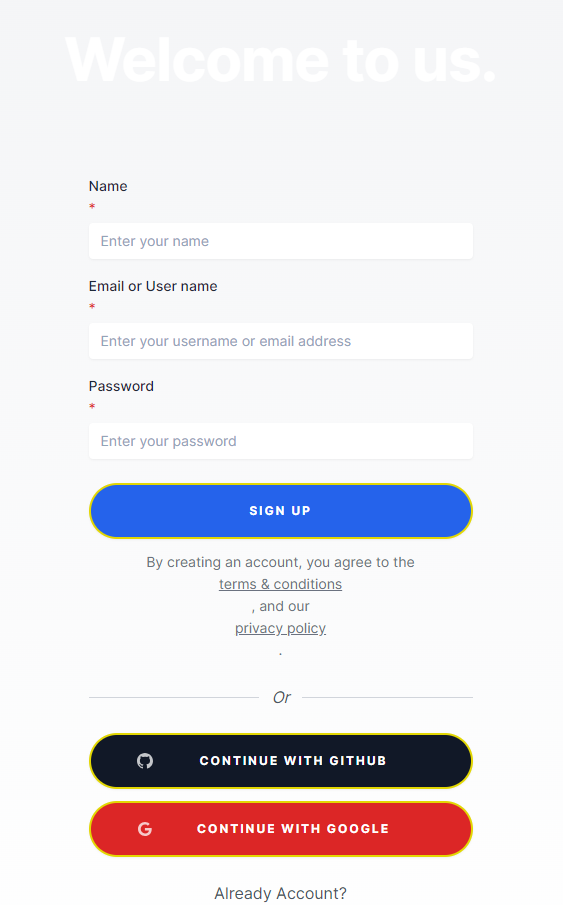 Welcome to us.
Name
*
Enter your name
Email or User name
*
Enter your username or email address
Password
*
Enter your password
SIGN UP
By creating an account, you agree to the
terms & conditions
, and our
privacy policy
.
Or
CONTINUE WITH GITHUB
CONTINUE WITH GOOGLE
Already Account?